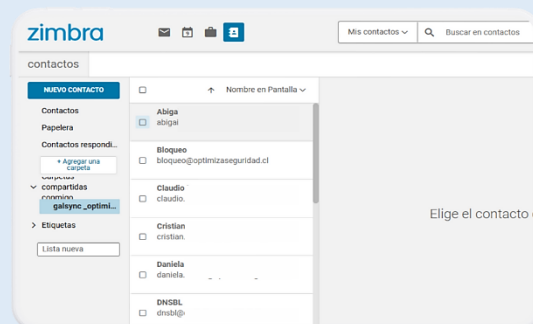 zimbra
Mis contactos
Buscar en contactos
contactos
NUEVO CONTACTO
Nombre en Pantalla
Contactos
Papelera
Contactos respondi...
+ Agregar una
carpeta
Carpetas
compartidas
conmigo
galsync _optimi...
Etiquetas
Lista nueva
Abiga
abigai
Bloqueo
bloqueo@optimizaseguridad.cl
Claudio
claudio.
Cristian
cristian.
Daniela
daniela.
DNSBL
dnsbl@
Elige el contacto